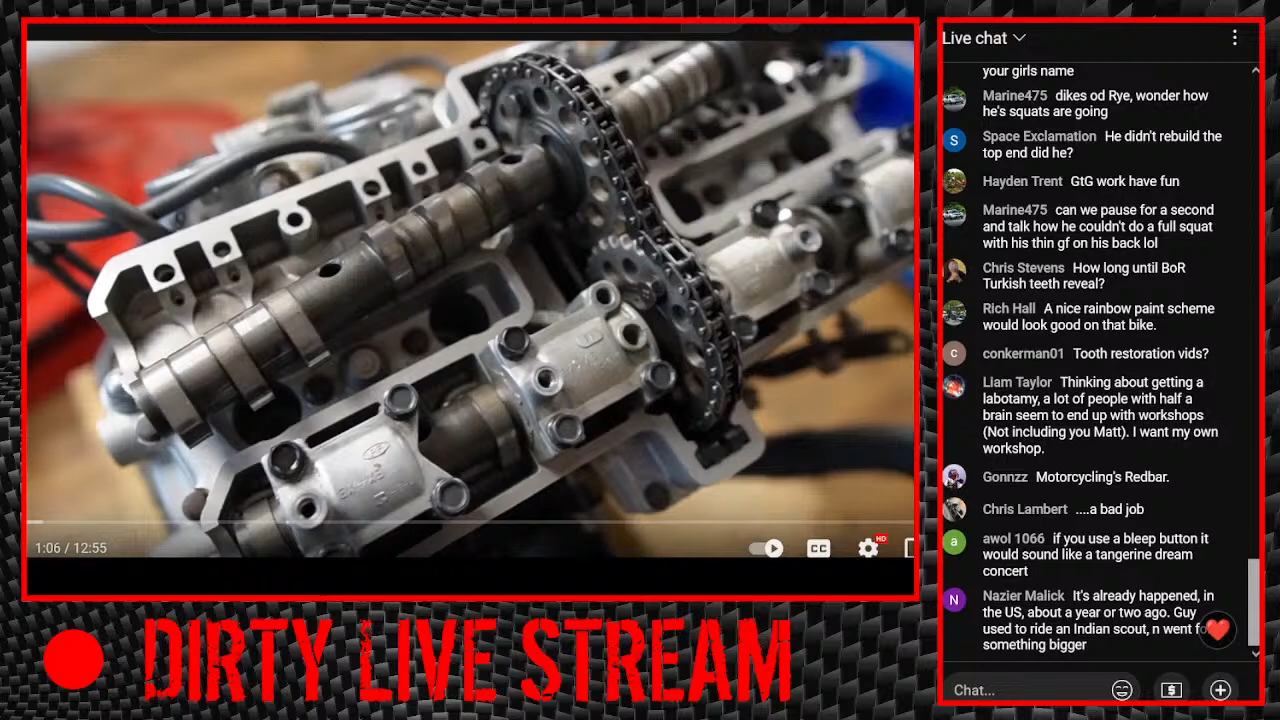 Live chat
your girls name
Marine475 dikes od Rye, wonder how
he's squats are going
S
Space Exclamation He didn't rebuild the
top end did he?
Hayden Trent GtG work have fun
Marine475 can we pause for a second
and talk how he couldn't do a full squat
with his thin gf on his back lol
Chris Stevens How long until BoR
Turkish teeth reveal?
Rich Hall A nice rainbow paint scheme
would look good on that bike.
c
conkerman01 Tooth restoration vids?
Liam Taylor Thinking about getting a
labotamy, a lot of people with half a
brain seem to end up with workshops
(Not including you Matt). I want my own
workshop.
Gonnzz Motorcycling's Redbar.
Chris Lambert ....a bad job
a
awol 1066 if you use a bleep button it
would sound like a tangerine dream
concert
N
Nazier Malick It's already happened, in
the US, about a year or two ago. Guy
used to ride an Indian scout, n went
something bigger
Chat...
1:06 / 12:55
CC
HD
DIRTY LIVE STREAM